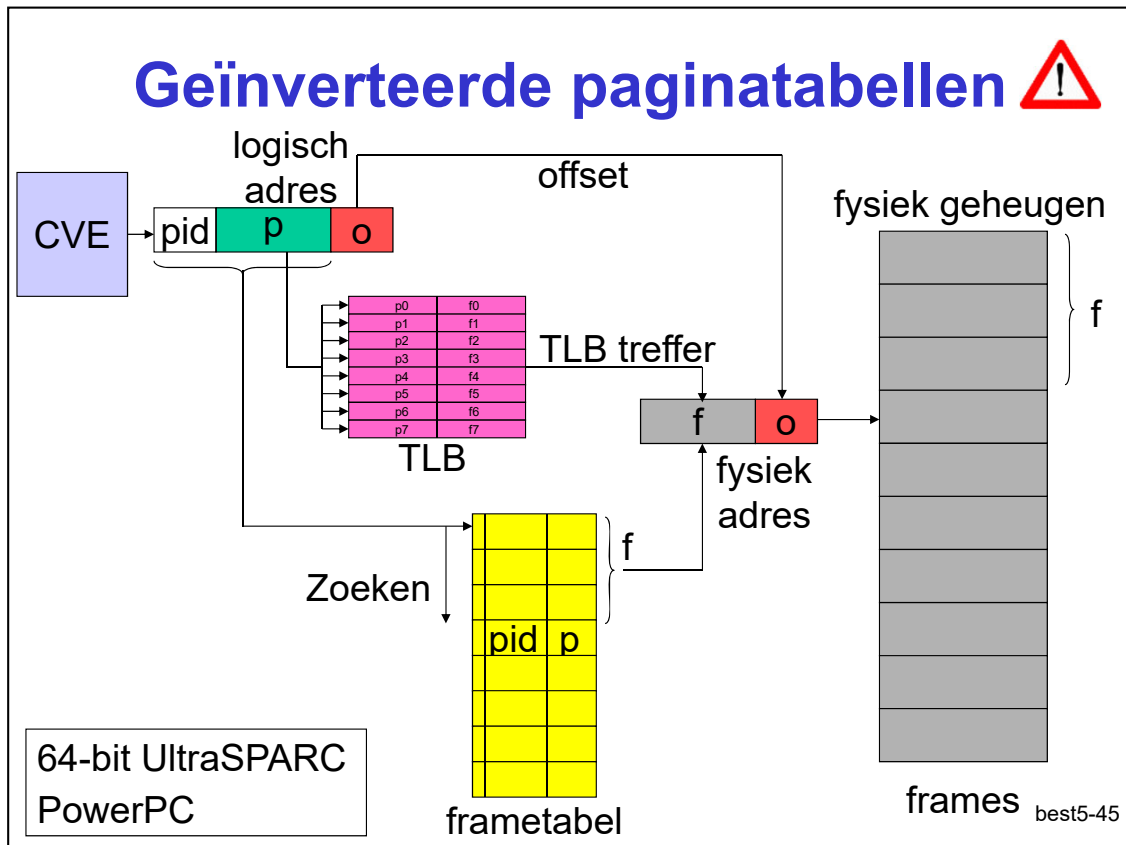 Geïnverteerde paginatabellen
logisch
adres
offset
fysiek geheugen
CVE
pid
p
o
f
p0 f0
p1 f1
p2 f2
p3 f3
p4 f4
p5 f5
p6 f6
p7 f7
TLB treffer
TLB
f o
fysiek
adres
f
Zoeken
pid p
64-bit UltraSPARC
PowerPC
frametabel
frames
best5-45